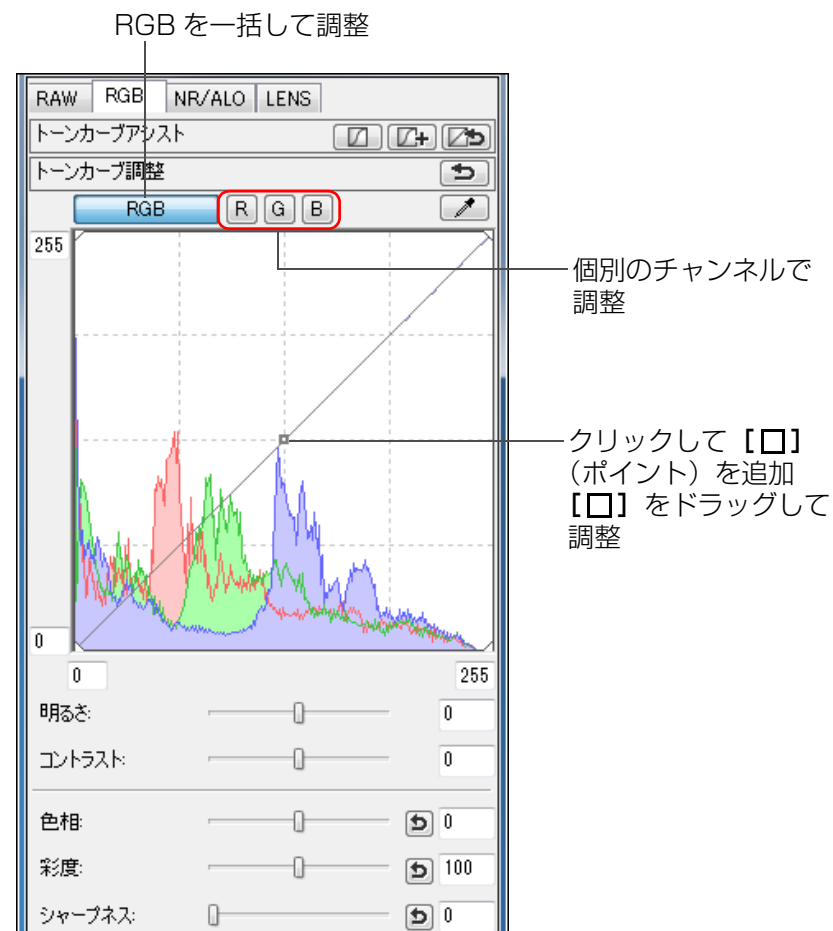 RGB を一括して調整
RAW RGB NR/ALO LENS
トーンカーブアシスト
トーンカーブ調整
RGB R G B
255
個別のチャンネルで
調整
クリックして【□】
(ポイント)を追加
【□】をドラッグして
調整
0
0 255
明るさ: 0
コントラスト: 0
色相: 0
彩度: 100
シャープネス: 0